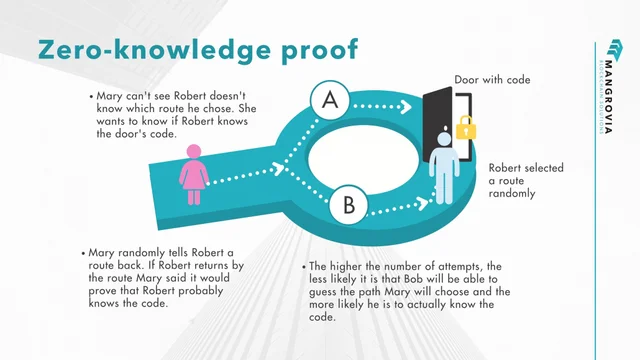 Zero-knowledge proof
MANGROVIA
BLOCKCHAIN SOLUTIONS
• Mary can't see Robert doesn't
know which route he chose. She
wants to know if Robert knows
the door's code.
A
Door with code
B
Robert selected
a route
randomly
• Mary randomly tells Robert a
route back. If Robert returns by
the route Mary said it would
prove that Robert probably
knows the code.
• The higher the number of attempts, the
less likely it is that Bob will be able to
guess the path Mary will choose and the
more likely he is to actually know the
code.